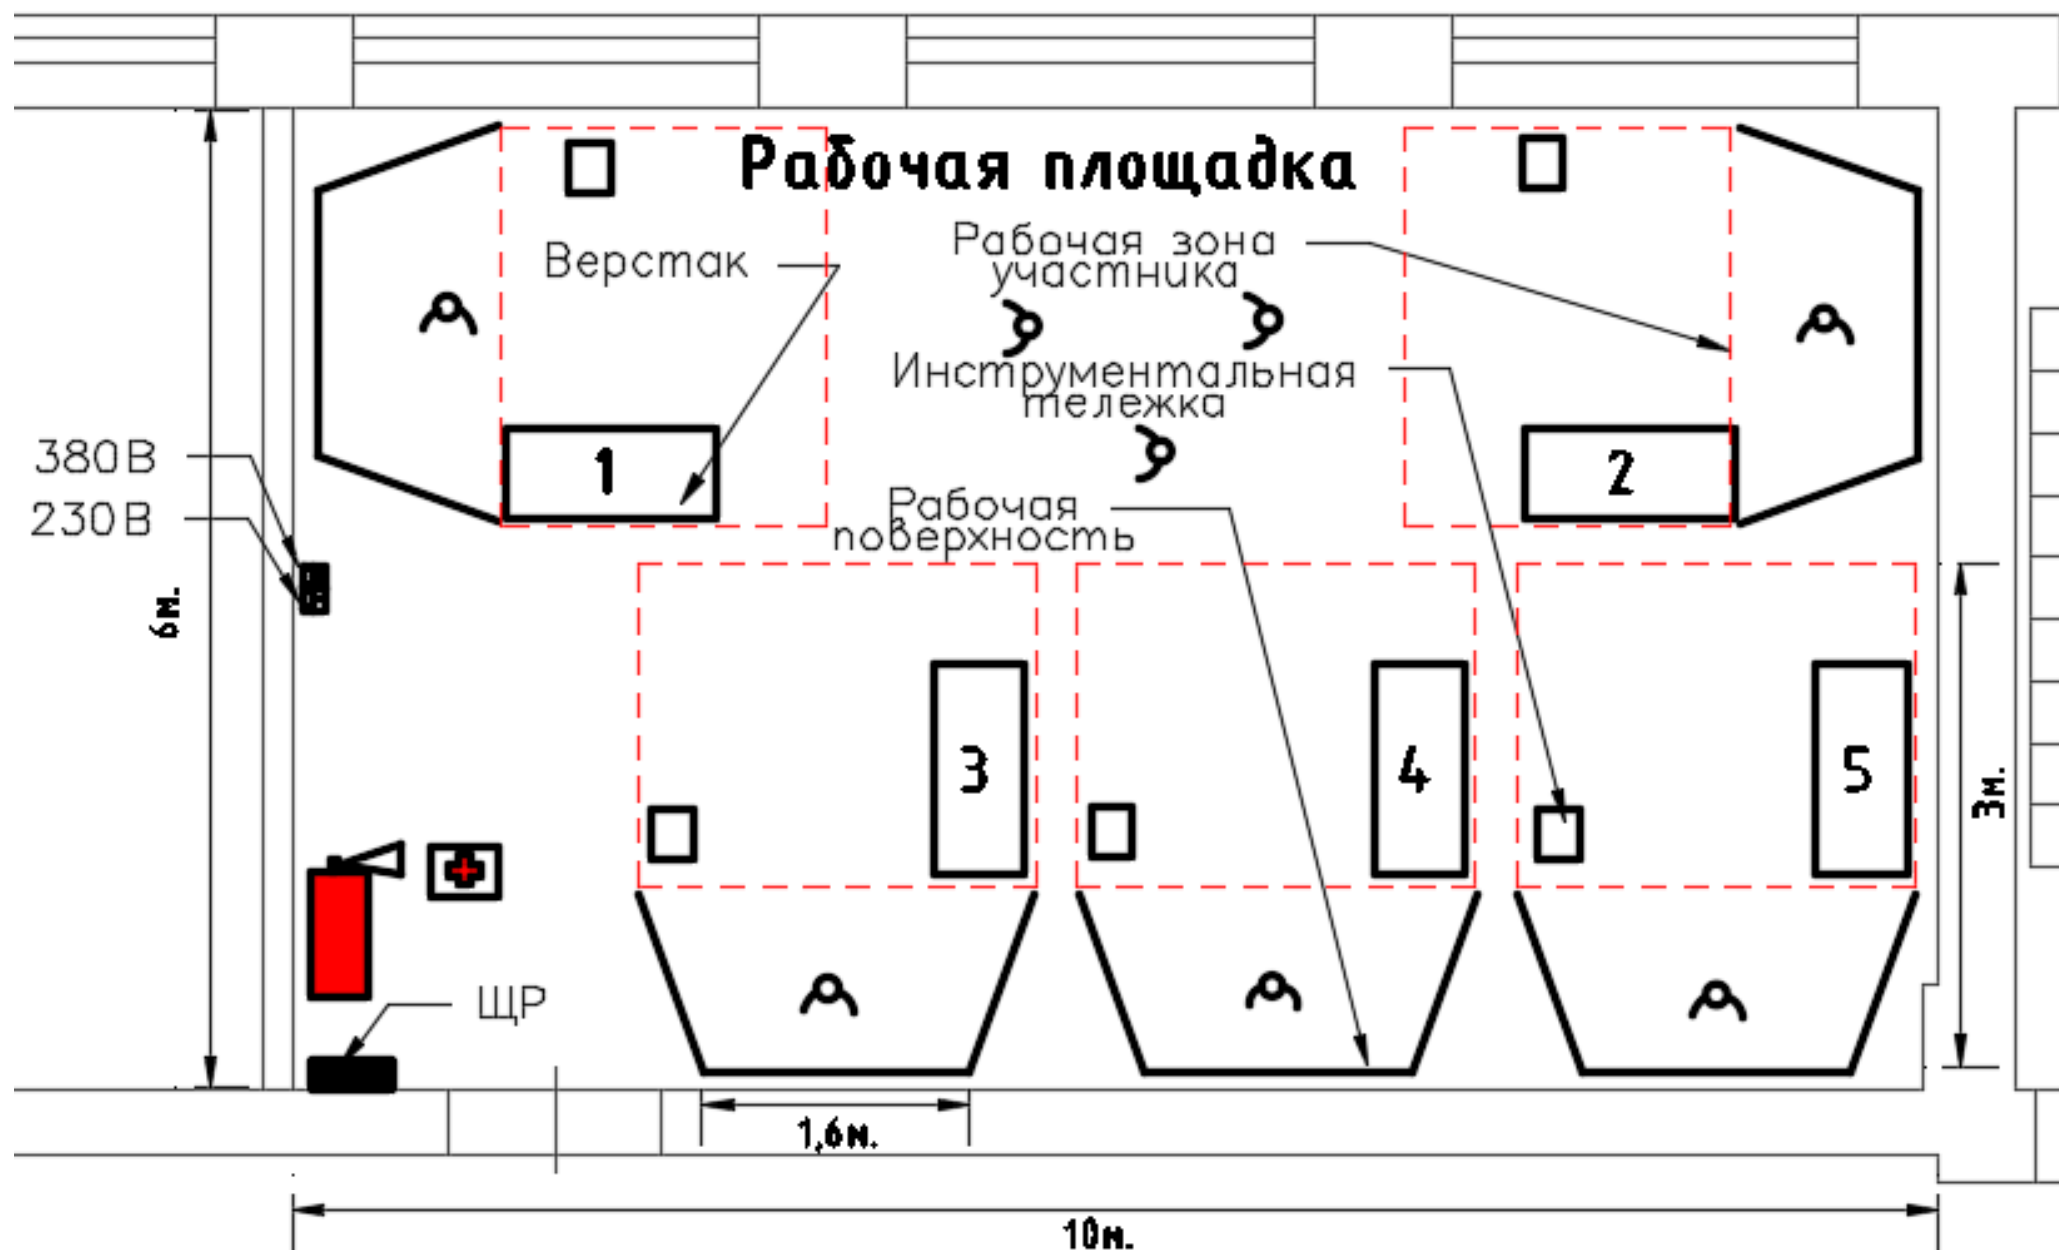 Рабочая площадка
Верстак
Рабочая зона
участника
Инструментальная
тележка
380В
230В
1
2
Рабочая
поверхность
6м.
3
4
5
3м.
ЩР
1,6м.
10м.